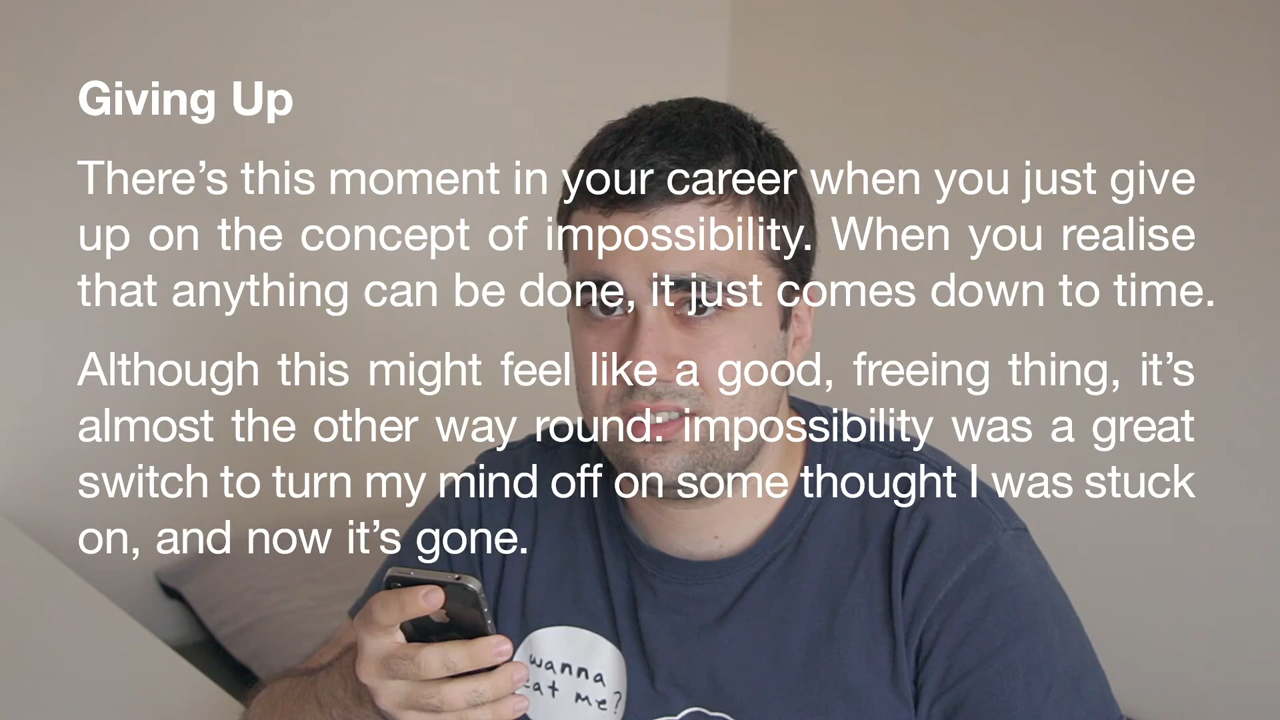 Giving Up
There’s this moment in your career when you just give
up on the concept of impossibility. When you realise
that anything can be done, it just comes down to time.
Although this might feel like a good, freeing thing, it’s
almost the other way round: impossibility was a great
switch to turn my mind off on some thought I was stuck
on, and now it’s gone.
wanna
me?